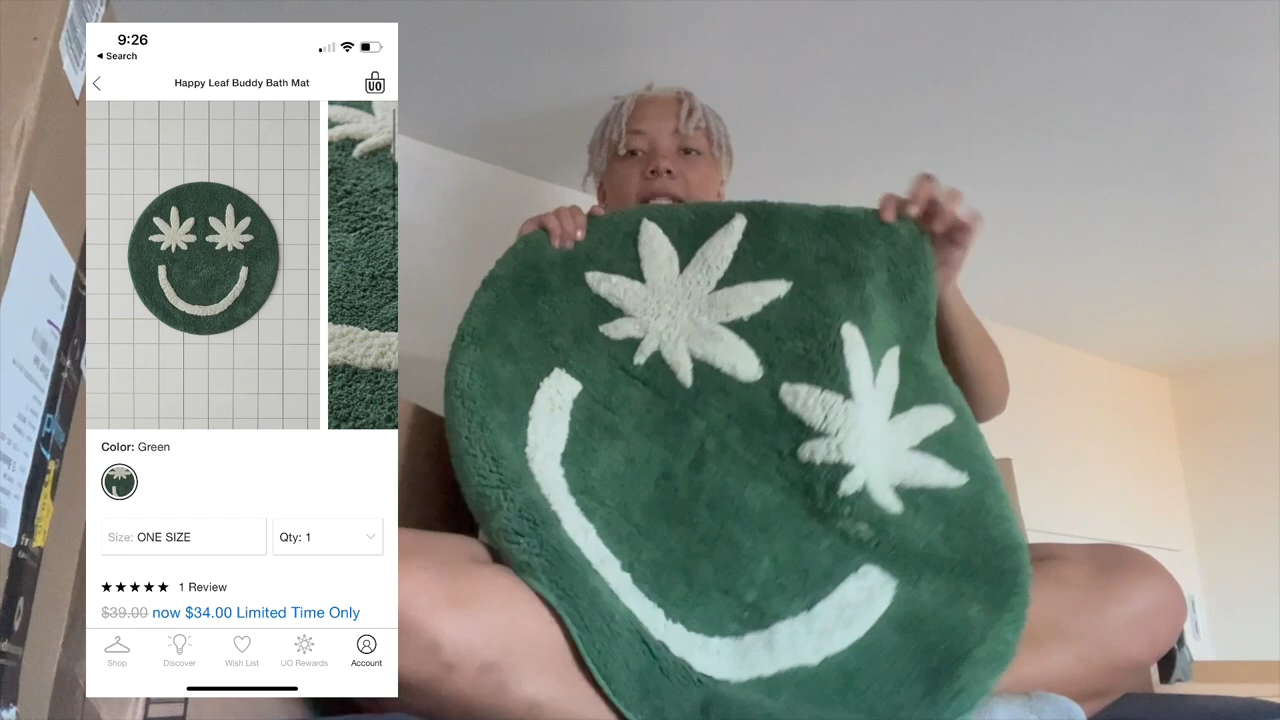 9:26
Search
Happy Leaf Buddy Bath Mat
UO
Color: Green
Size: ONE SIZE
Qty: 1
1 Review
$39.00 now $34.00 Limited Time Only
Shop
Discover
Wish List
UO Rewards
Account